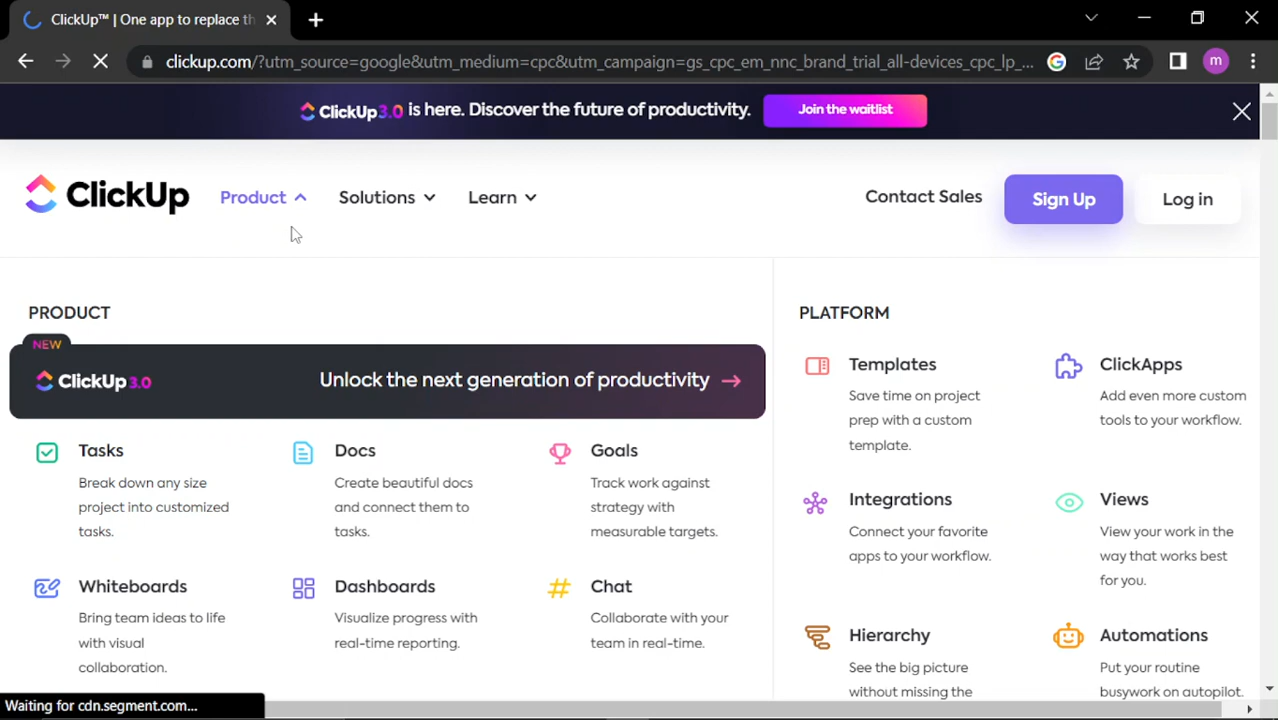 ClickUp™ | One app to replace th
clickup.com/?utm_source=google&utm_medium=cpc&utm_campaign=gs_cpc_em_nnc_brand_trial_all-devices_cpc_lp_...
m
ClickUp3.0 is here. Discover the future of productivity.
Join the waitlist
ClickUp
Product
Solutions
Learn
Contact Sales
Sign Up
Log in
PRODUCT
NEW
ClickUp3.0
Unlock the next generation of productivity
Tasks
Break down any size
project into customized
tasks.
Docs
Create beautiful docs
and connect them to
tasks.
Goals
Track work against
strategy with
measurable targets.
Whiteboards
Bring team ideas to life
with visual
collaboration.
Dashboards
Visualize progress with
real-time reporting.
Chat
Collaborate with your
team in real-time.
PLATFORM
Templates
Save time on project
prep with a custom
template.
ClickApps
Add even more custom
tools to your workflow.
Integrations
Connect your favorite
apps to your workflow.
Views
View your work in the
way that works best
for you.
Hierarchy
See the big picture
without missing the
Automations
Put your routine
busywork on autopilot.
Waiting for cdn.segment.com...